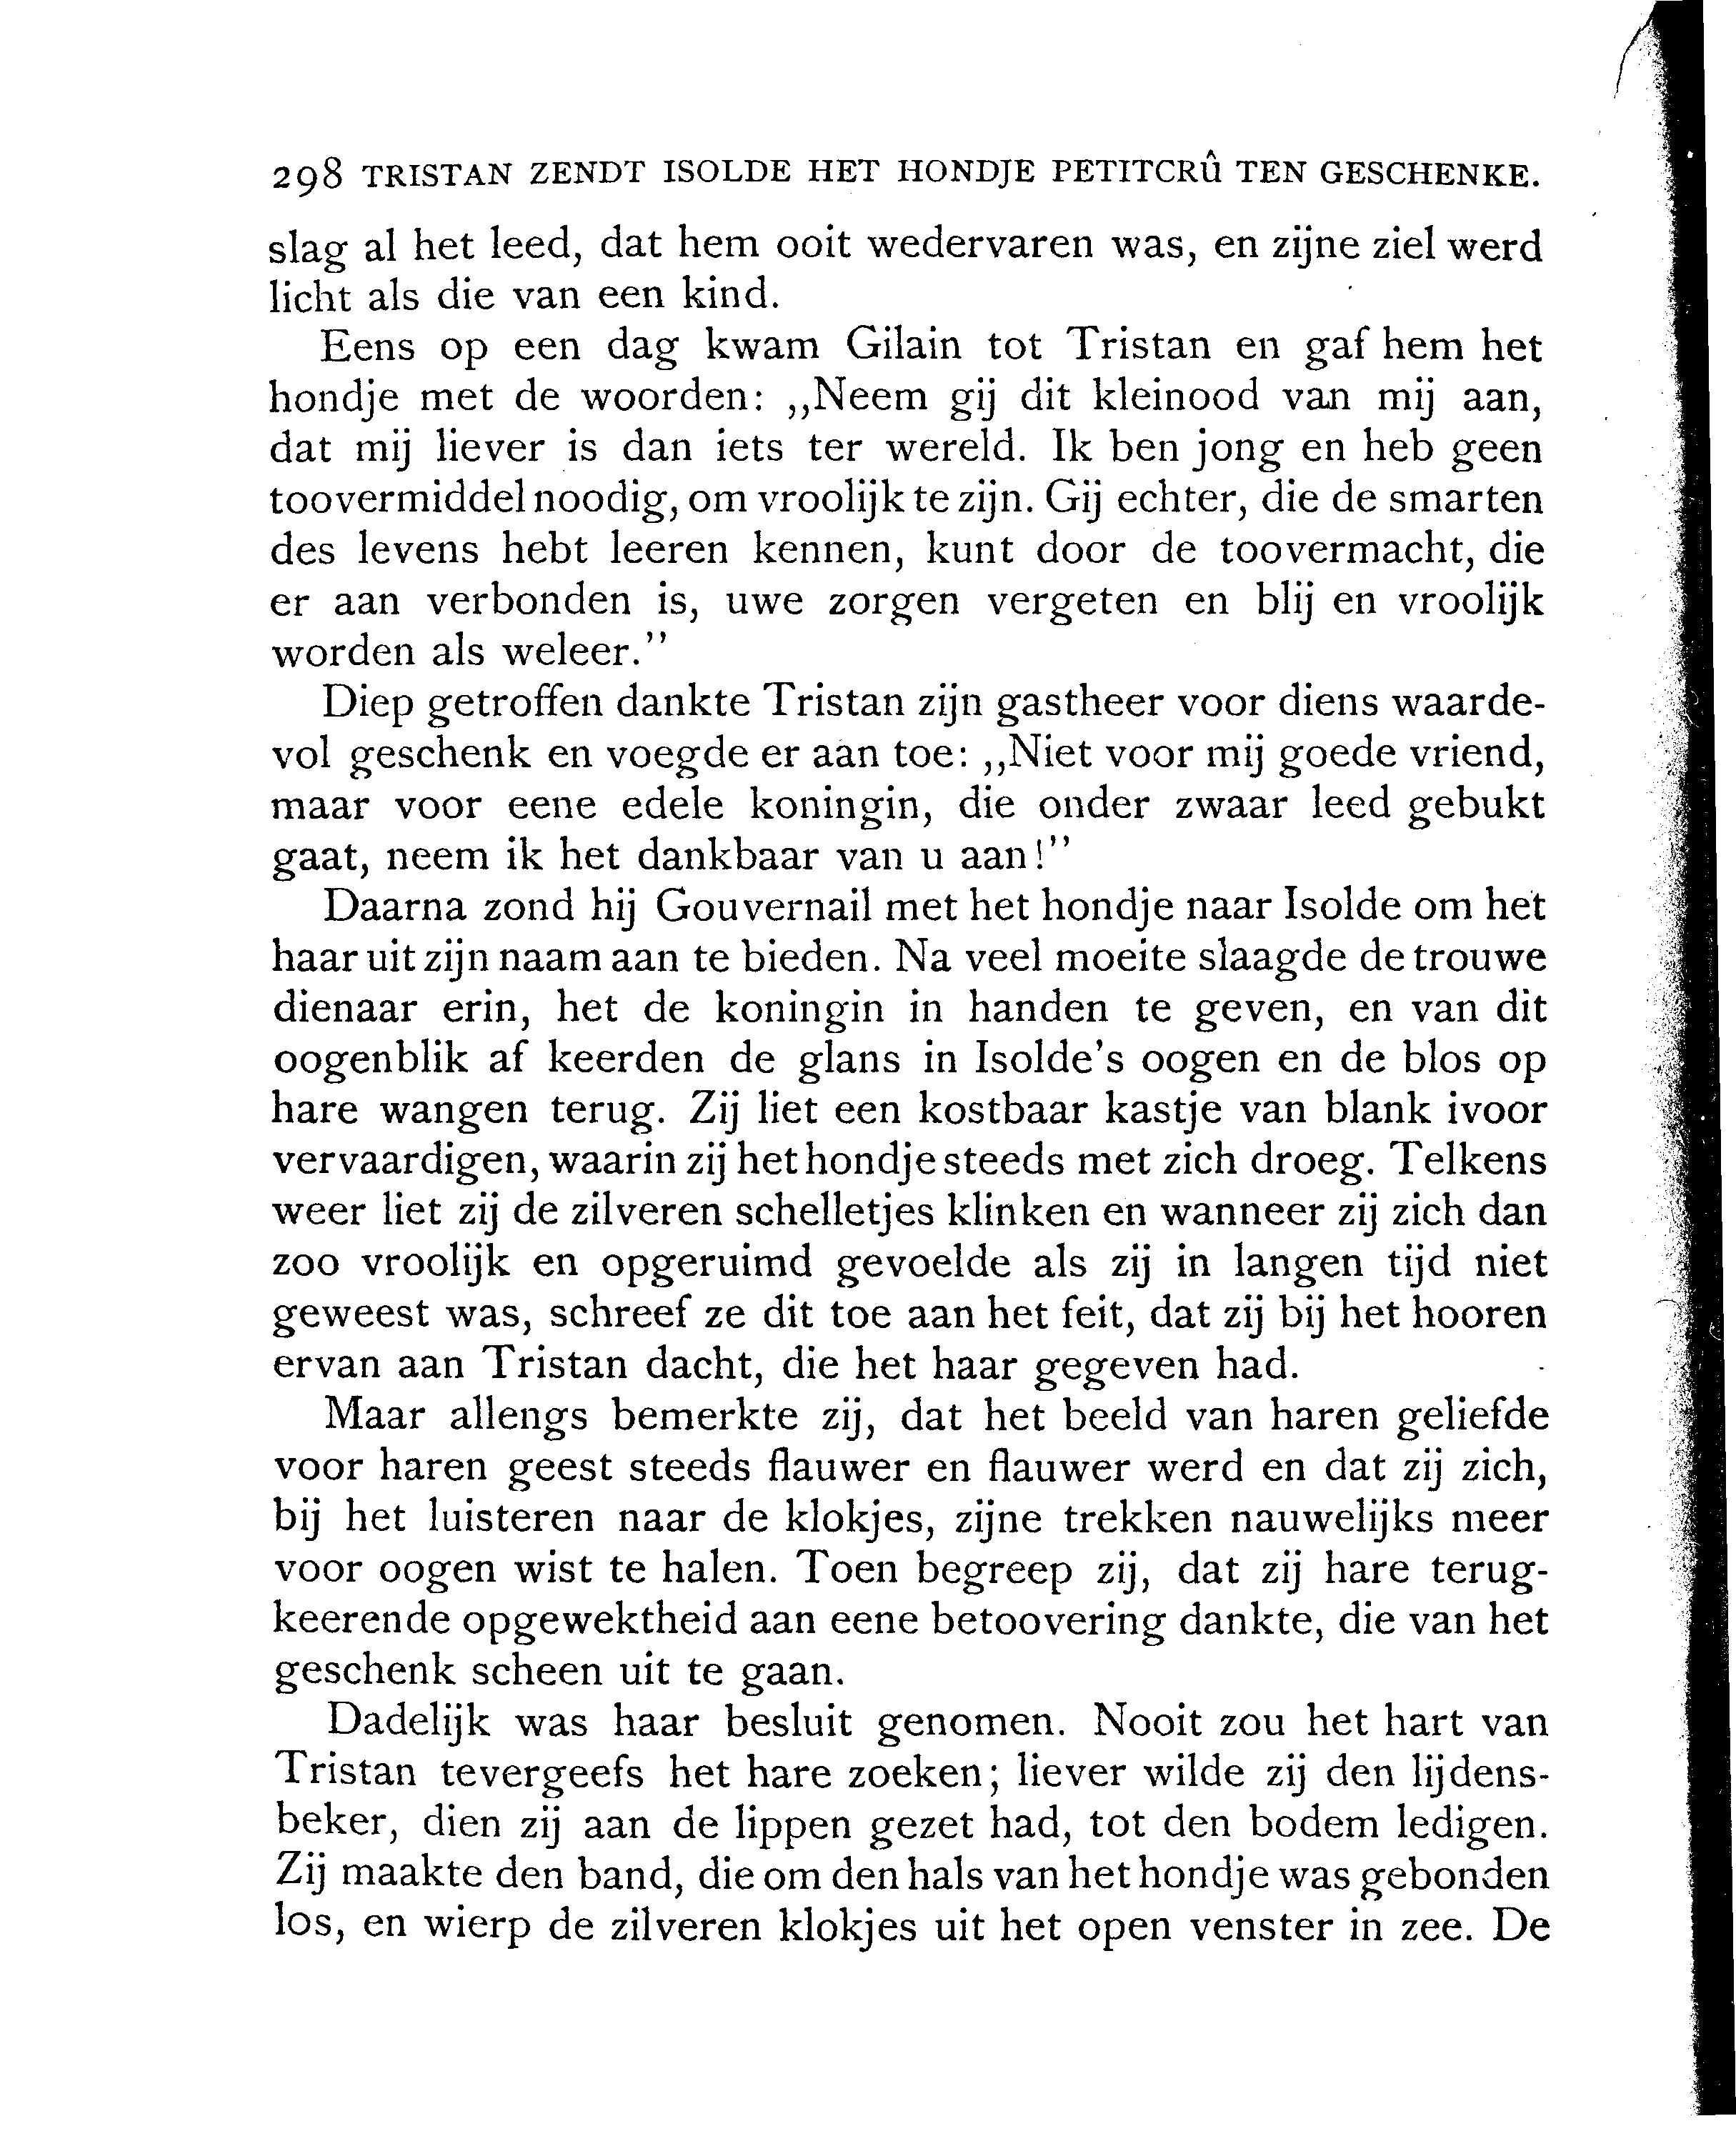 298 TRISTAN ZENDT ISOLDE HET HONDJE PETITCRÛ TEN GESCHENKE.
slag al het leed, dat hem ooit wedervaren was, en zijne ziel werd
licht als die van een kind.
Eens op een dag kwam Gilain tot Tristan en gaf hem het
hondje met de woorden: ,,Neem gij dit kleinood van mij aan,
dat mij liever is dan iets ter wereld. Ik ben jong en heb geen
toovermiddel noodig, om vroolijk te zijn. Gij echter, die de smarten
des levens hebt leeren kennen, kunt door de toovermacht, die
er aan verbonden is, uwe zorgen vergeten en blij en vroolijk
worden als weleer.''
Diep getroffen dankte Tristan zijn gastheer voor diens waarde-
vol geschenk en voegde er aan toe: ,,Niet voor mij goede vriend,
maar voor eene edele koningin, die onder zwaar leed gebukt
gaat, neem ik het dankbaar van u aan!''
Daarna zond hij Gouvernail met het hondje naar Isolde om het
haar uit zijn naam aan te bieden. Na veel moeite slaagde de trouwe
dienaar erin, het de koningin in handen te geven, en van dit
oogenblik af keerden de glans in Isolde's oogen en de blos op
hare wangen terug. Zij liet een kostbaar kastje van blank ivoor
vervaardigen, waarin zij het hondje steeds met zich droeg. Telkens
weer liet zij de zilveren schelletjes klinken en wanneer zij zich dan
zoo vroolijk en opgeruimd gevoelde als zij in langen tijd niet
geweest was, schreef ze dit toe aan het feit, dat zij bij het hooren
ervan aan Tristan dacht, die het haar gegeven had.
Maar allengs bemerkte zij, dat het beeld van haren geliefde
voor haren geest steeds flauwer en flauwer werd en dat zij zich,
bij het luisteren naar de klokjes, zijne trekken nauwelijks meer
voor oogen wist te halen. Toen begreep zij, dat zij hare terug-
keerende opgewektheid aan eene betoovering dankte, die van het
geschenk scheen uit te gaan.
Dadelijk was haar besluit genomen. Nooit zou het hart van
Tristan tevergeefs het hare zoeken; liever wilde zij den lijdens-
beker, dien zij aan de lippen gezet had, tot den bodem ledigen.
Zij maakte den band, die om den hals van het hondje was gebonden
los, en wierp de zilveren klokjes uit het open venster in zee. De